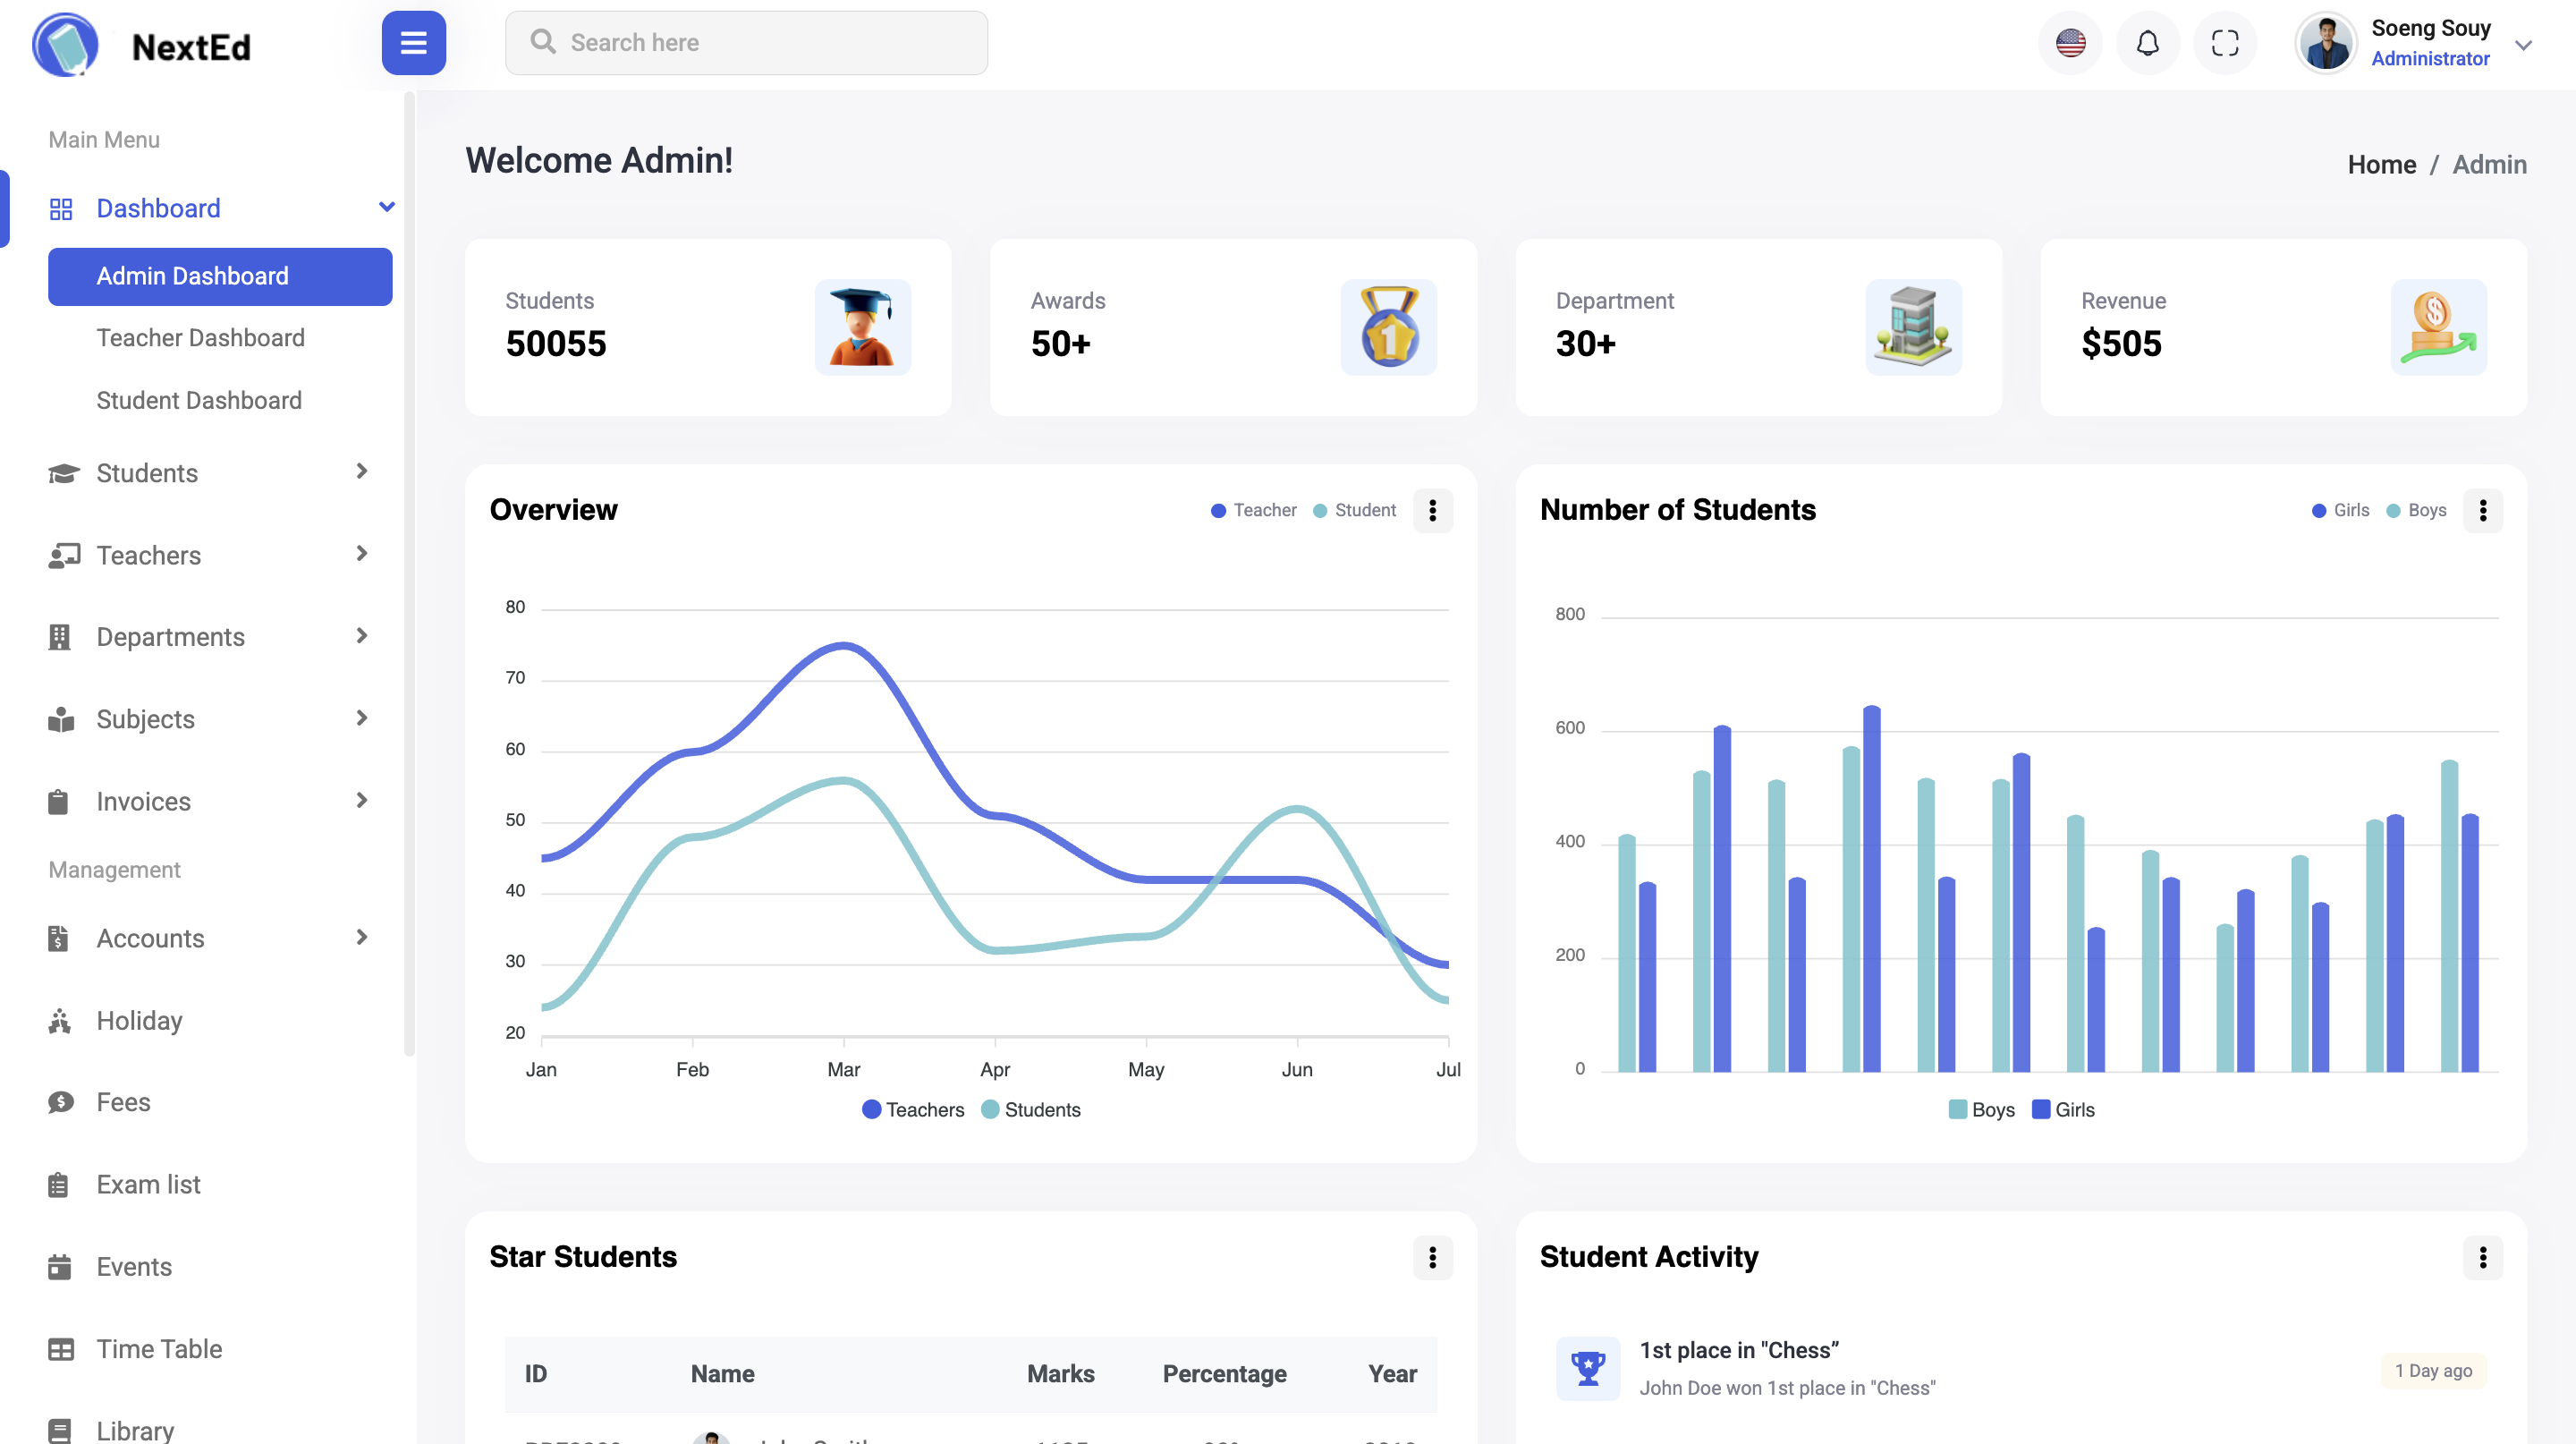 NextEd
Search here
Soeng Souy
Administrator
Main Menu
Dashboard
Admin Dashboard
Teacher Dashboard
Student Dashboard
Students
Teachers
Departments
Subjects
Invoices
Management
Accounts
Holiday
Fees
Exam list
Events
Time Table
Library
Welcome Admin!
Home / Admin
Students
50055
Awards
50+
1
Department
30+
Revenue
$505
Overview
Teacher Student
80
70
60
50
40
30
20
Jan Feb Mar Apr May Jun Jul
Teachers Students
Number of Students
Girls Boys
800
600
400
200
0
Boys Girls
Star Students
ID Name Marks Percentage Year
Student Activity
1st place in "Chess”
John Doe won 1st place in "Chess"
1 Day ago